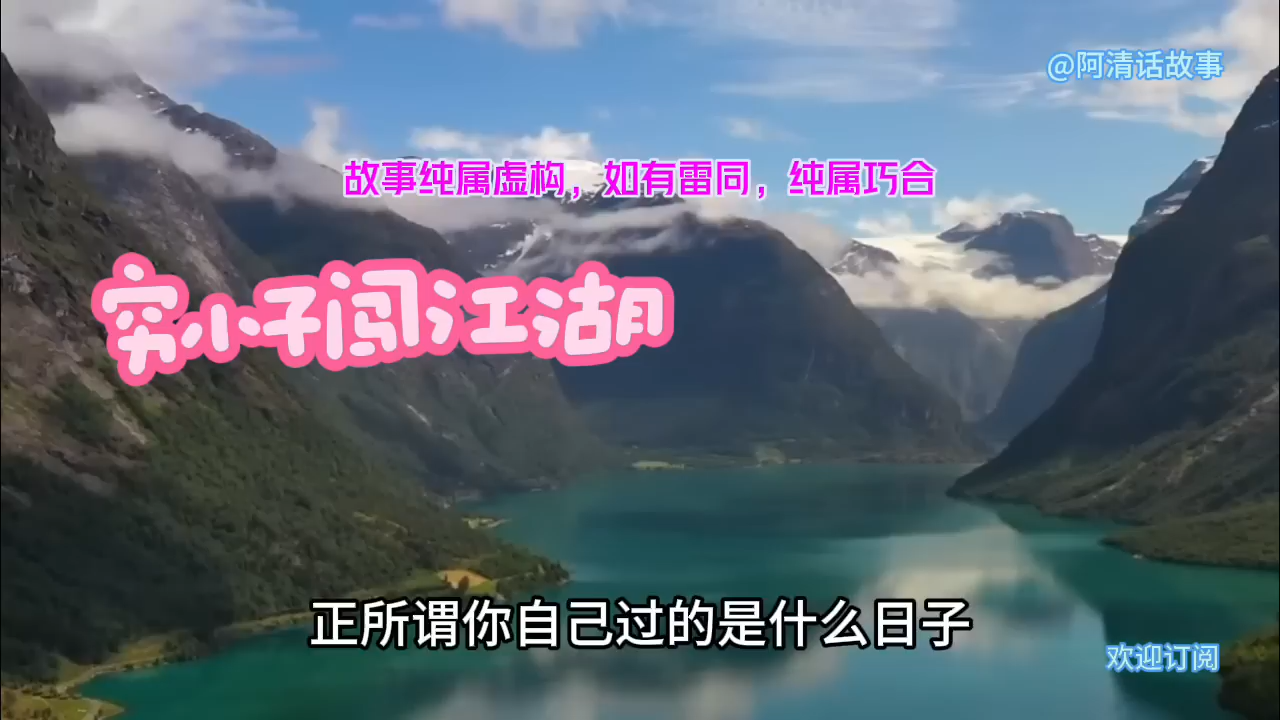 @阿清话故事
故事纯属虚构，如有雷同，纯属巧合
穷小子闯江湖
正所谓你自己过的是什么日子
欢迎订阅